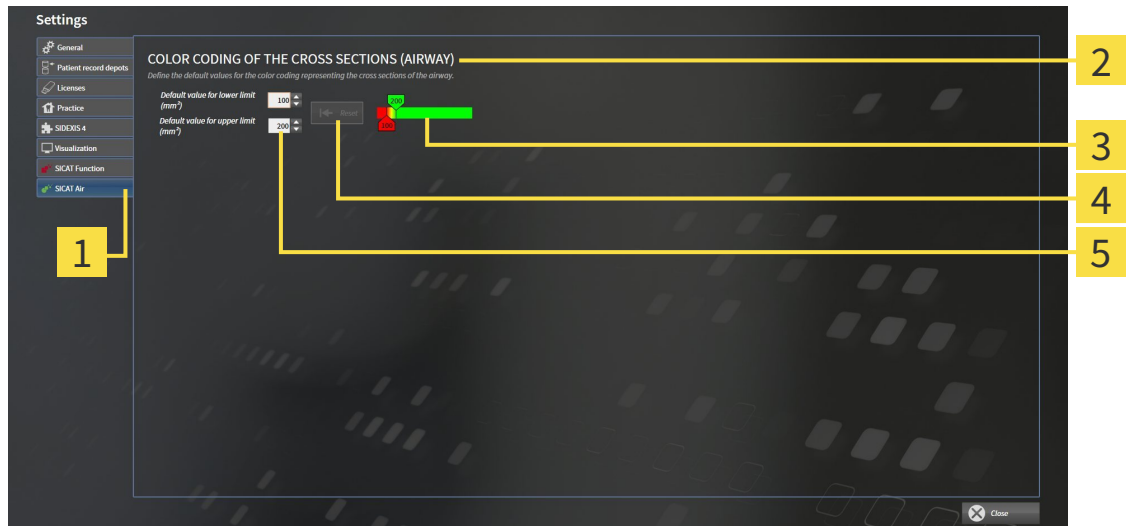 Settings
General
Patient record depots
Licenses
Practice
SIDEXIS 4
Visualization
SICAT Function
SICAT Air
COLOR CODING OF THE CROSS SECTIONS (AIRWAY)
Define the default values for the color coding representing the cross sections of the airway.
Default value for lower limit (mm²)
100
Default value for upper limit (mm²)
200
Reset
200
100
1
2
3
4
5
Close